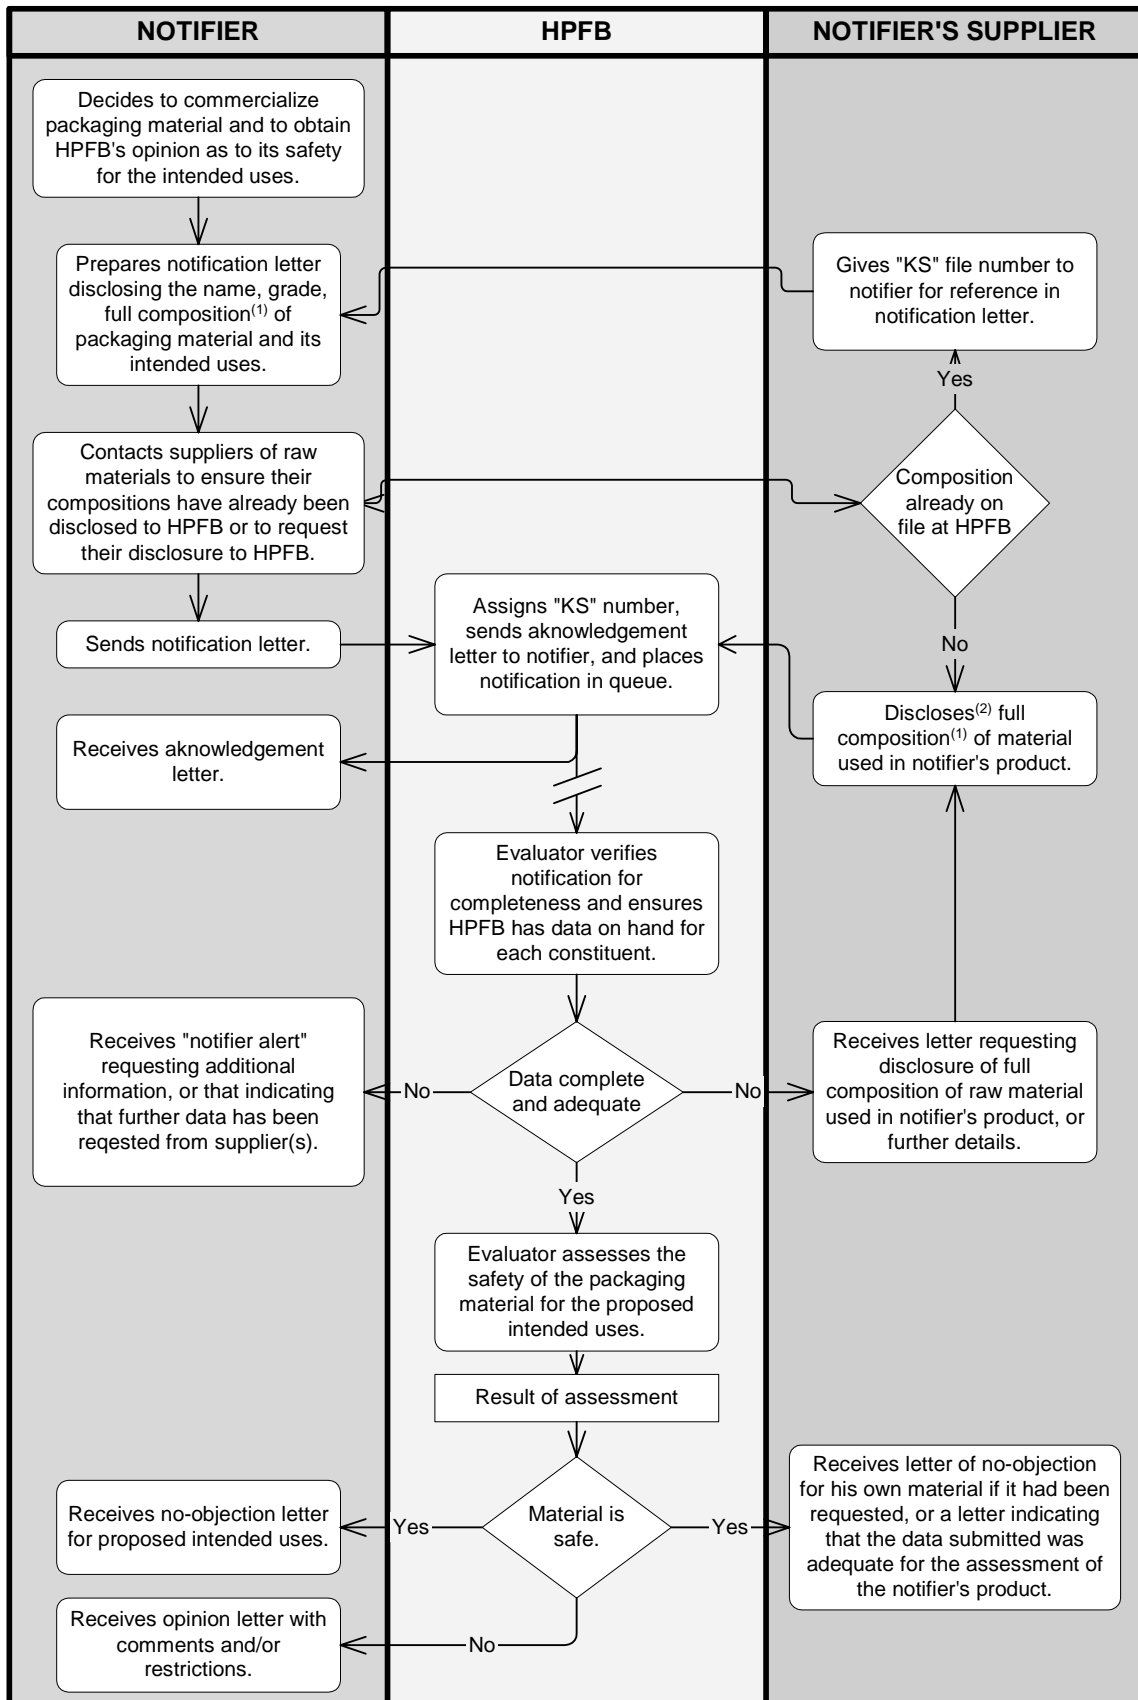 NOTIFIER
HPFB
NOTIFIER'S SUPPLIER
Decides to commercialize
packaging material and to obtain
HPFB's opinion as to its safety
for the intended uses.
Prepares notification letter
disclosing the name, grade,
full composition(1) of
packaging material and its
intended uses.
Gives "KS" file number to
notifier for reference in
notification letter.
Yes
Contacts suppliers of raw
materials to ensure their
compositions have already been
disclosed to HPFB or to request
their disclosure to HPFB.
Composition
already on
file at HPFB
No
Sends notification letter.
Assigns "KS" number,
sends aknowledgement
letter to notifier, and places
notification in queue.
Discloses(2) full
composition(1) of material
used in notifier's product.
Receives aknowledgement
letter.
Evaluator verifies
notification for
completeness and ensures
HPFB has data on hand for
each constituent.
Receives "notifier alert"
requesting additional
information, or that indicating
that further data has been
reqested from supplier(s).
No
Data complete
and adequate
No
Receives letter requesting
disclosure of full
composition of raw material
used in notifier's product, or
further details.
Yes
Evaluator assesses the
safety of the packaging
material for the proposed
intended uses.
Result of assessment
Receives no-objection letter
for proposed intended uses.
Yes
Material is
safe.
Yes
Receives letter of no-objection
for his own material if it had been
requested, or a letter indicating
that the data submitted was
adequate for the assessment of
the notifier's product.
Receives opinion letter with
comments and/or
restrictions.
No